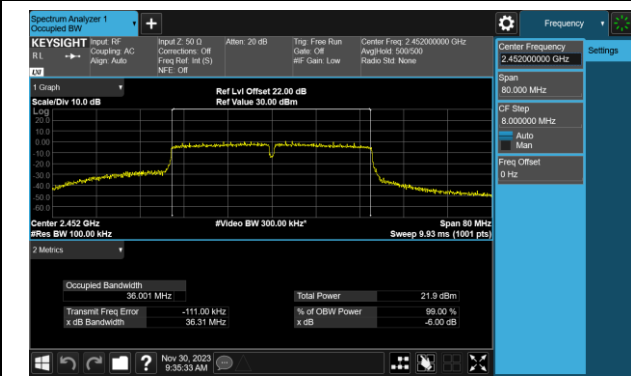 Spectrum Analyzer 1
Occupied BW
+
Frequency
KEYSIGHT
Input: RF
Coupling: AC
Align: Auto
Input Z: 50 Ω
Corrections: Off
Freq Ref: Int (S)
NFE: Off
Atten: 20 dB
Trig: Free Run
Gate: Off
#IF Gain: Low
Center Freq: 2.452000000 GHz
Avg|Hold: 500/500
Radio Std: None
RL
LXI
Center Frequency
2.452000000 GHz
Settings
Span
80.000 MHz
CF Step
8.000000 MHz
Auto
Man
Freq Offset
0 Hz
1 Graph
Scale/Div 10.0 dB
Ref Lvl Offset 22.00 dB
Ref Value 30.00 dBm
Log
20.0
10.0
0.00
-10.0
-20.0
-30.0
-40.0
-50.0
-60.0
Center 2.452 GHz
#Res BW 100.00 kHz
#Video BW 300.00 kHz*
Span 80 MHz
Sweep 9.93 ms (1001 pts)
2 Metrics
Occupied Bandwidth
36.001 MHz
Total Power 21.9 dBm
Transmit Freq Error -111.00 kHz
% of OBW Power 99.00 %
x dB Bandwidth 36.31 MHz
x dB -6.00 dB
?
Nov 30, 2023
9:35:33 AM